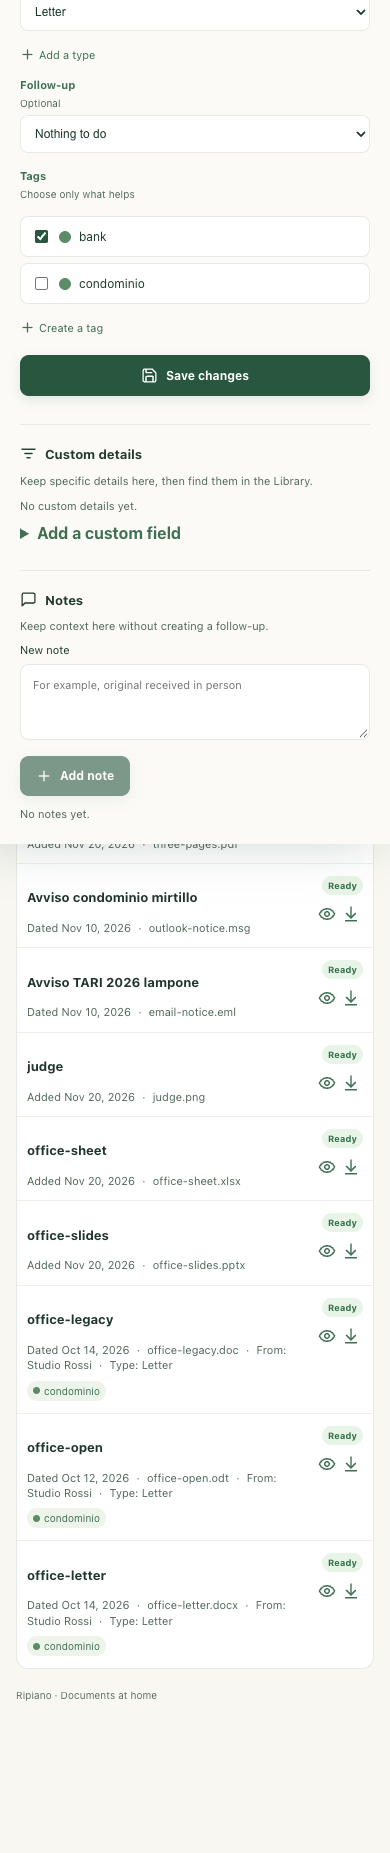 Letter
Add a type
Follow-up
Optional
Nothing to do
Tags
Choose only what helps
bank
condominio
Create a tag
Save changes
Custom details
Keep specific details here, then find them in the Library.
No custom details yet.
Add a custom field
Notes
Keep context here without creating a follow-up.
New note
For example, original received in person
Add note
No notes yet.
Added Nov 20, 2026 · three-pages.pdf
Avviso condominio mirtillo
Ready
Dated Nov 10, 2026 · outlook-notice.msg
Avviso TARI 2026 lampone
Ready
Dated Nov 10, 2026 · email-notice.eml
judge
Ready
Added Nov 20, 2026 · judge.png
office-sheet
Ready
Added Nov 20, 2026 · office-sheet.xlsx
office-slides
Ready
Added Nov 20, 2026 · office-slides.pptx
office-legacy
Ready
Dated Oct 14, 2026 · office-legacy.doc · From:
Studio Rossi · Type: Letter
condominio
office-open
Ready
Dated Oct 12, 2026 · office-open.odt · From:
Studio Rossi · Type: Letter
condominio
office-letter
Ready
Dated Oct 14, 2026 · office-letter.docx · From:
Studio Rossi · Type: Letter
condominio
Ripiano · Documents at home